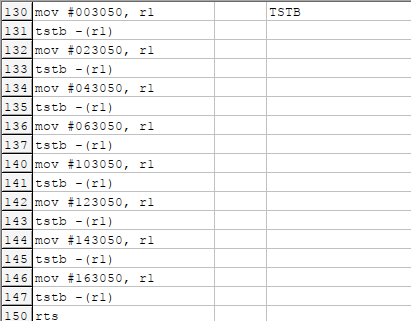 130 mov #003050, r1 TSTB
131 tstb -(r1)
132 mov #023050, r1
133 tstb -(r1)
134 mov #043050, r1
135 tstb -(r1)
136 mov #063050, r1
137 tstb -(r1)
140 mov #103050, r1
141 tstb -(r1)
142 mov #123050, r1
143 tstb -(r1)
144 mov #143050, r1
145 tstb -(r1)
146 mov #163050, r1
147 tstb -(r1)
150 rts